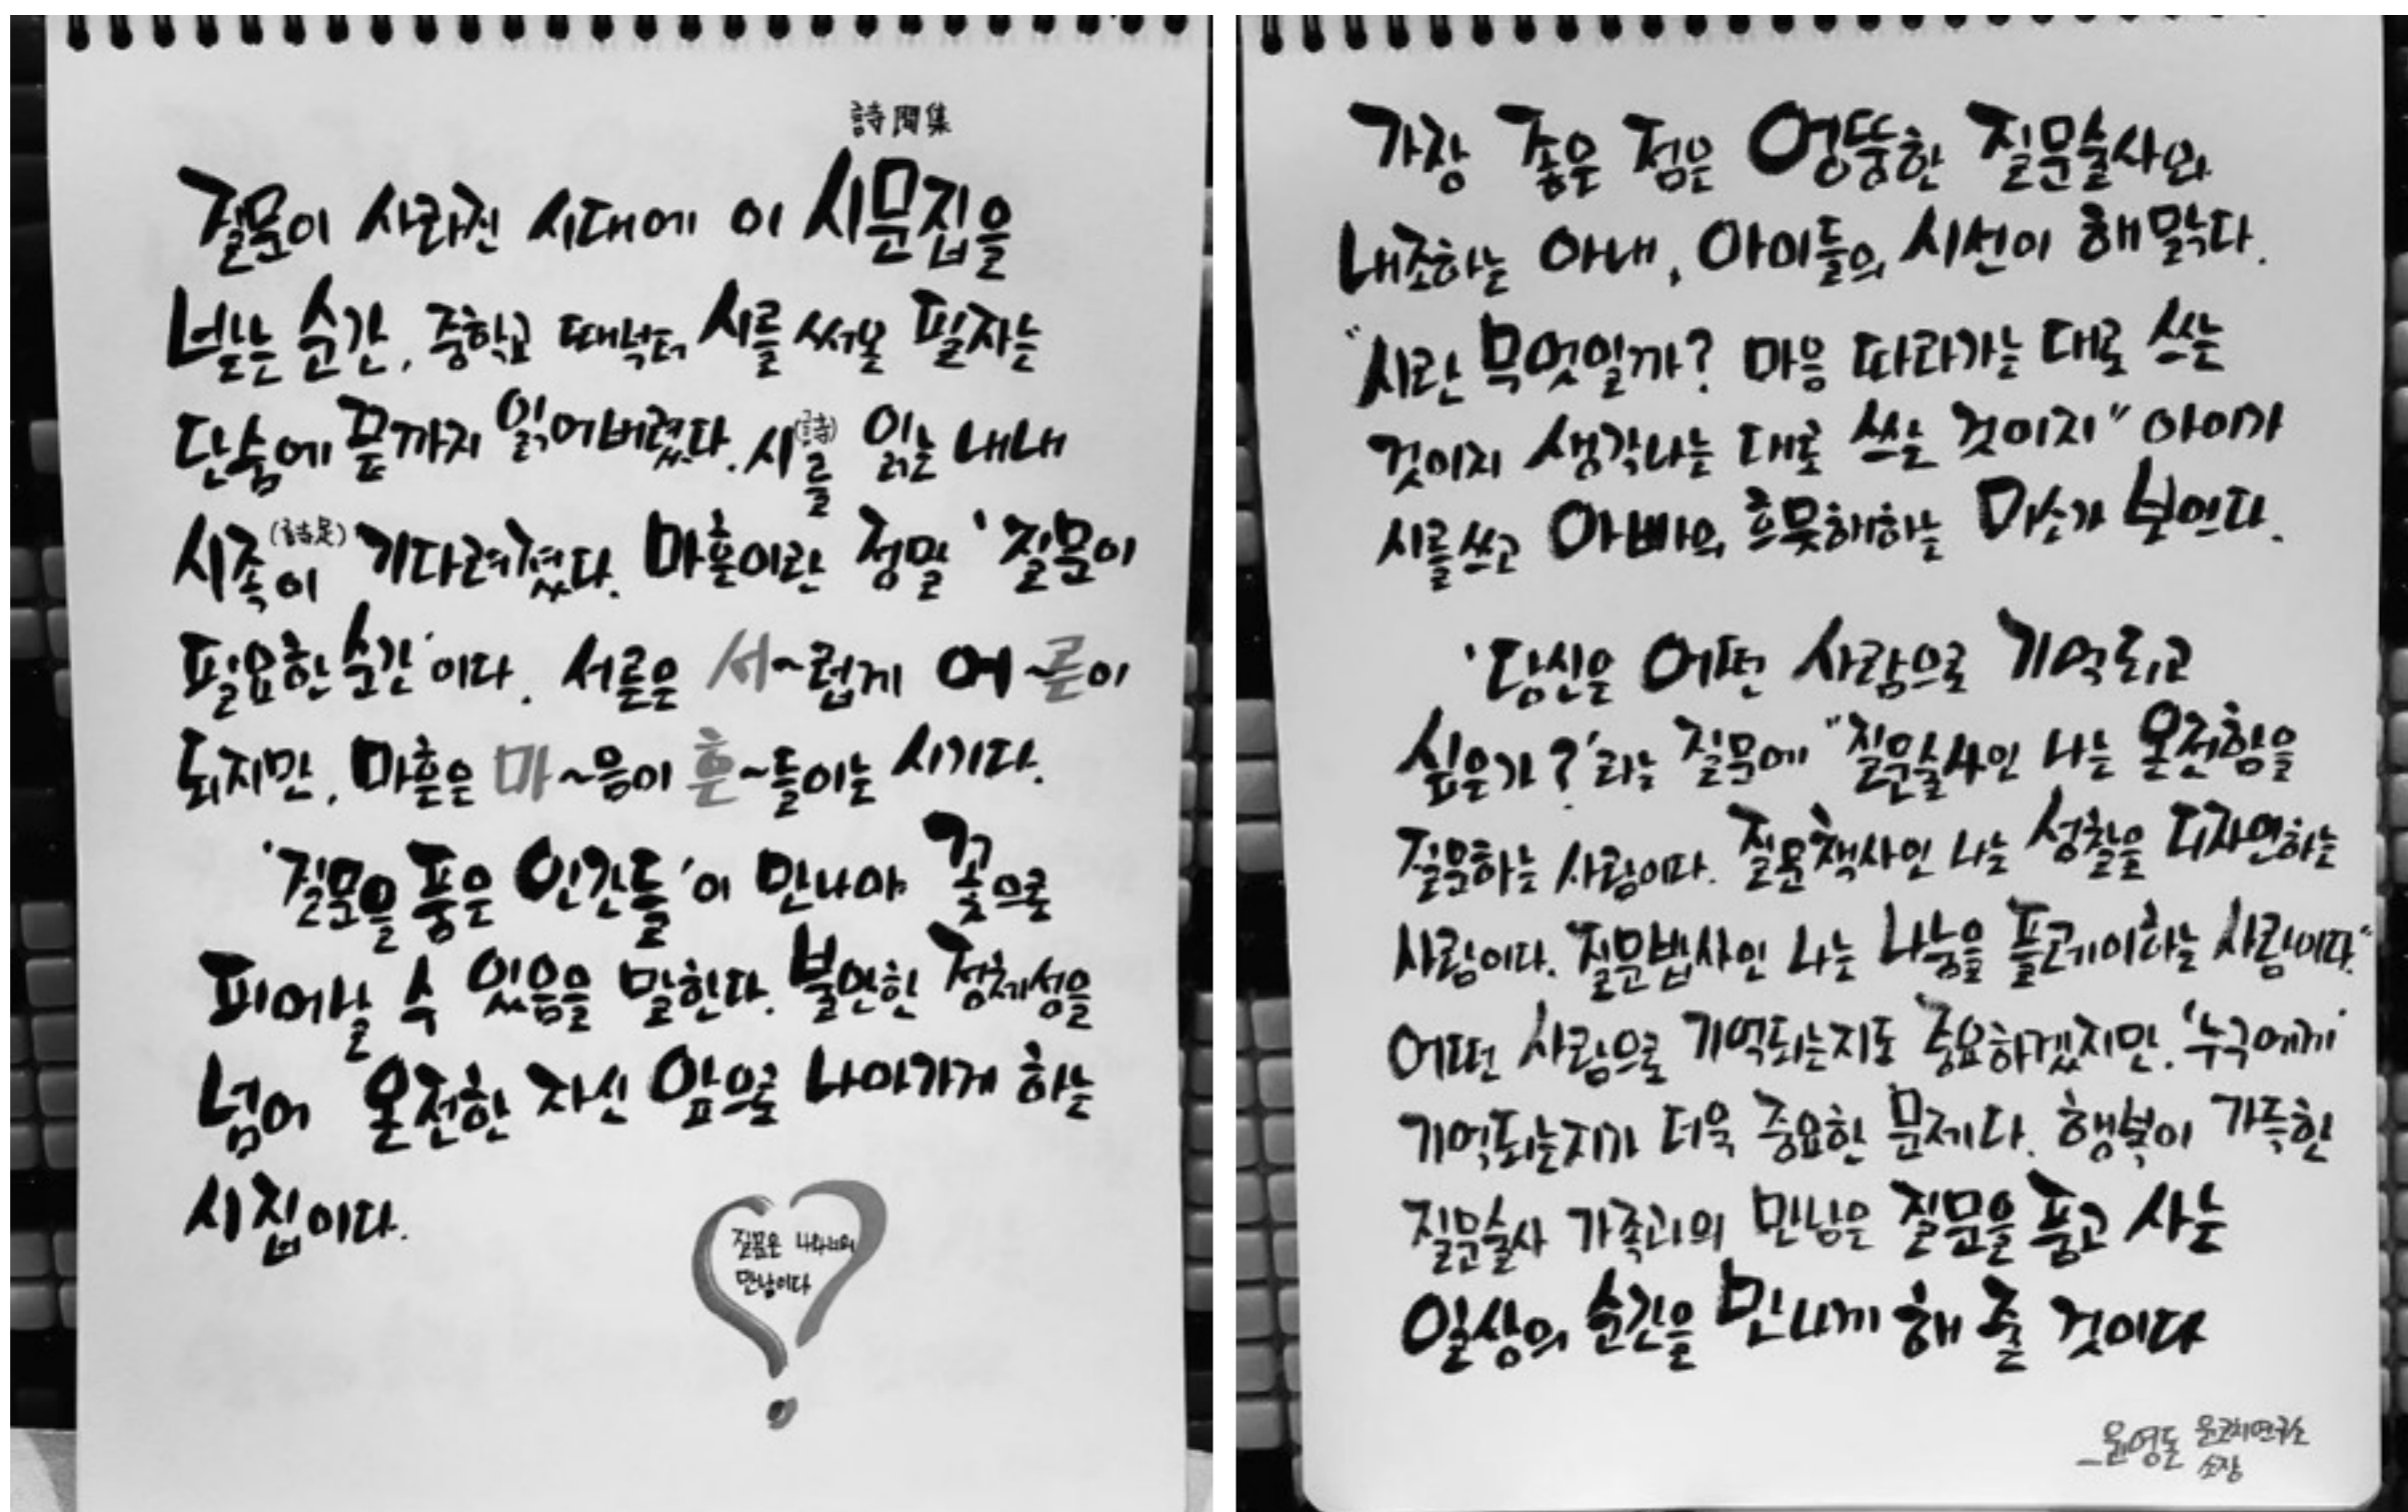 詩問集
질문이 사라진 시대에 이 시문집을
넘는 순간, 중학교 때부터 시를 써온 필자는
단숨에 끝까지 읽어버렸다. 시(詩)를 읽는 내내
시족(詩足)이 기다려졌다. 마흔이란 정말 '질문이
필요한 순간'이다. 서른은 서~럽게 어~른이
되지만, 마흔은 마~음이 흔~들이는 시기다.
'질문을 품은 인간들'이 만나야 꽃으로
피어날 수 있음을 말한다. 불안한 정체성을
넘어 온전한 자신 앞으로 나아가게 하는
시집이다.
질문은 나와너의
만남이다
가장 좋은 점은 엉뚱한 질문술사와
내조하는 아내, 아이들의 시선이 해맑다.
"시란 무엇일까? 마음 따라가는 대로 쓰는
것이지 생각나는 대로 쓰는 것이지" 아이가
시를 쓰고 아빠의 흐뭇해하는 미소가 보인다.
'당신은 어떤 사람으로 기억되고
싶은가?'라는 질문에 "질문술사인 나는 온전함을
질문하는 사람이다. 질문책사인 나는 성찰을 디자인하는
사람이다. 질문법사인 나는 나눔을 품고기이하는 사람이다."
어떤 사람으로 기억되는지도 중요하겠지만, '누구에게'
기억되는지가 더욱 중요한 문제다. 행복이 가득한
질문술사 가족과의 만남은 질문을 품고 사는
일상의 순간을 만나게 해 줄 것이다
_윤영돈 윤코치연구소
소장